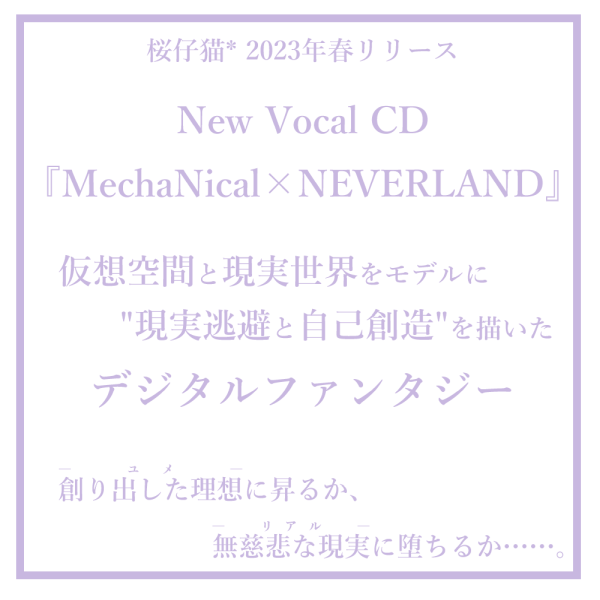 桜仔猫* 2023年春リリース
New Vocal CD
『MechaNical×NEVERLAND』
仮想空間と現実世界をモデルに
"現実逃避と自己創造"を描いた
デジタルファンタジー
― ユメ ―
創り出した理想に昇るか、
― リアル ―
無慈悲な現実に堕ちるか……。